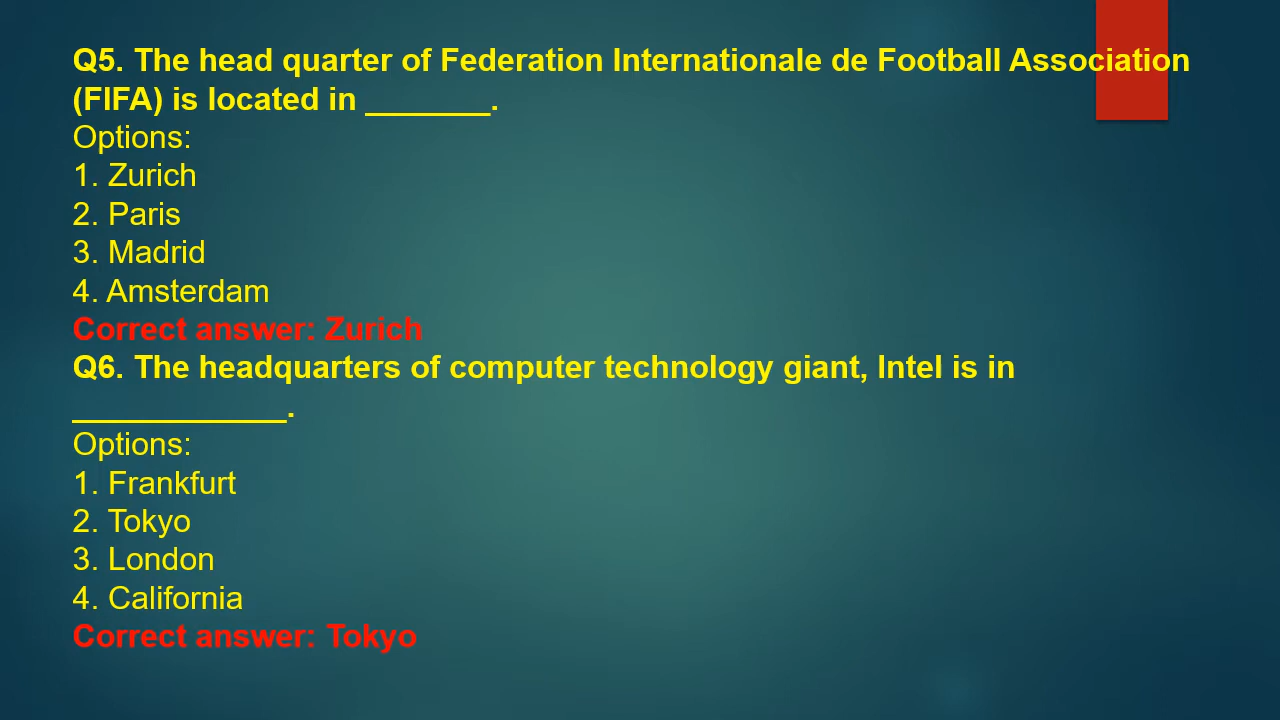 Q5. The head quarter of Federation Internationale de Football Association
(FIFA) is located in _______.
Options:
1. Zurich
2. Paris
3. Madrid
4. Amsterdam
Correct answer: Zurich
Q6. The headquarters of computer technology giant, Intel is in
____________.
Options:
1. Frankfurt
2. Tokyo
3. London
4. California
Correct answer: Tokyo